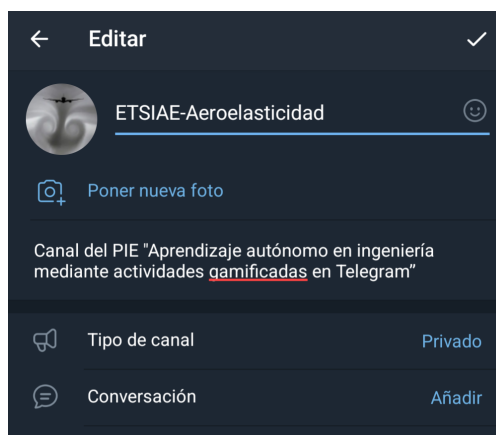 Editar
ETSIAE-Aeroelasticidad
Poner nueva foto
Canal del PIE "Aprendizaje autónomo en ingeniería
mediante actividades gamificadas en Telegram”
Tipo de canal Privado
Conversación Añadir